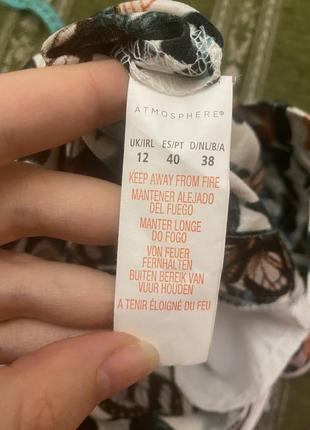 ATMOSPHERE®
UK/IRL ES/PT D/NL/B/A
12 40 38
KEEP AWAY FROM FIRE
MANTENER ALEJADO
DEL FUEGO
MANTER LONGE
DO FOGO
VON FEUER
FERNHALTEN
BUITEN BEREIK VAN
VUUR HOUDEN
A TENIR ÉLOIGNÉ DU FEU